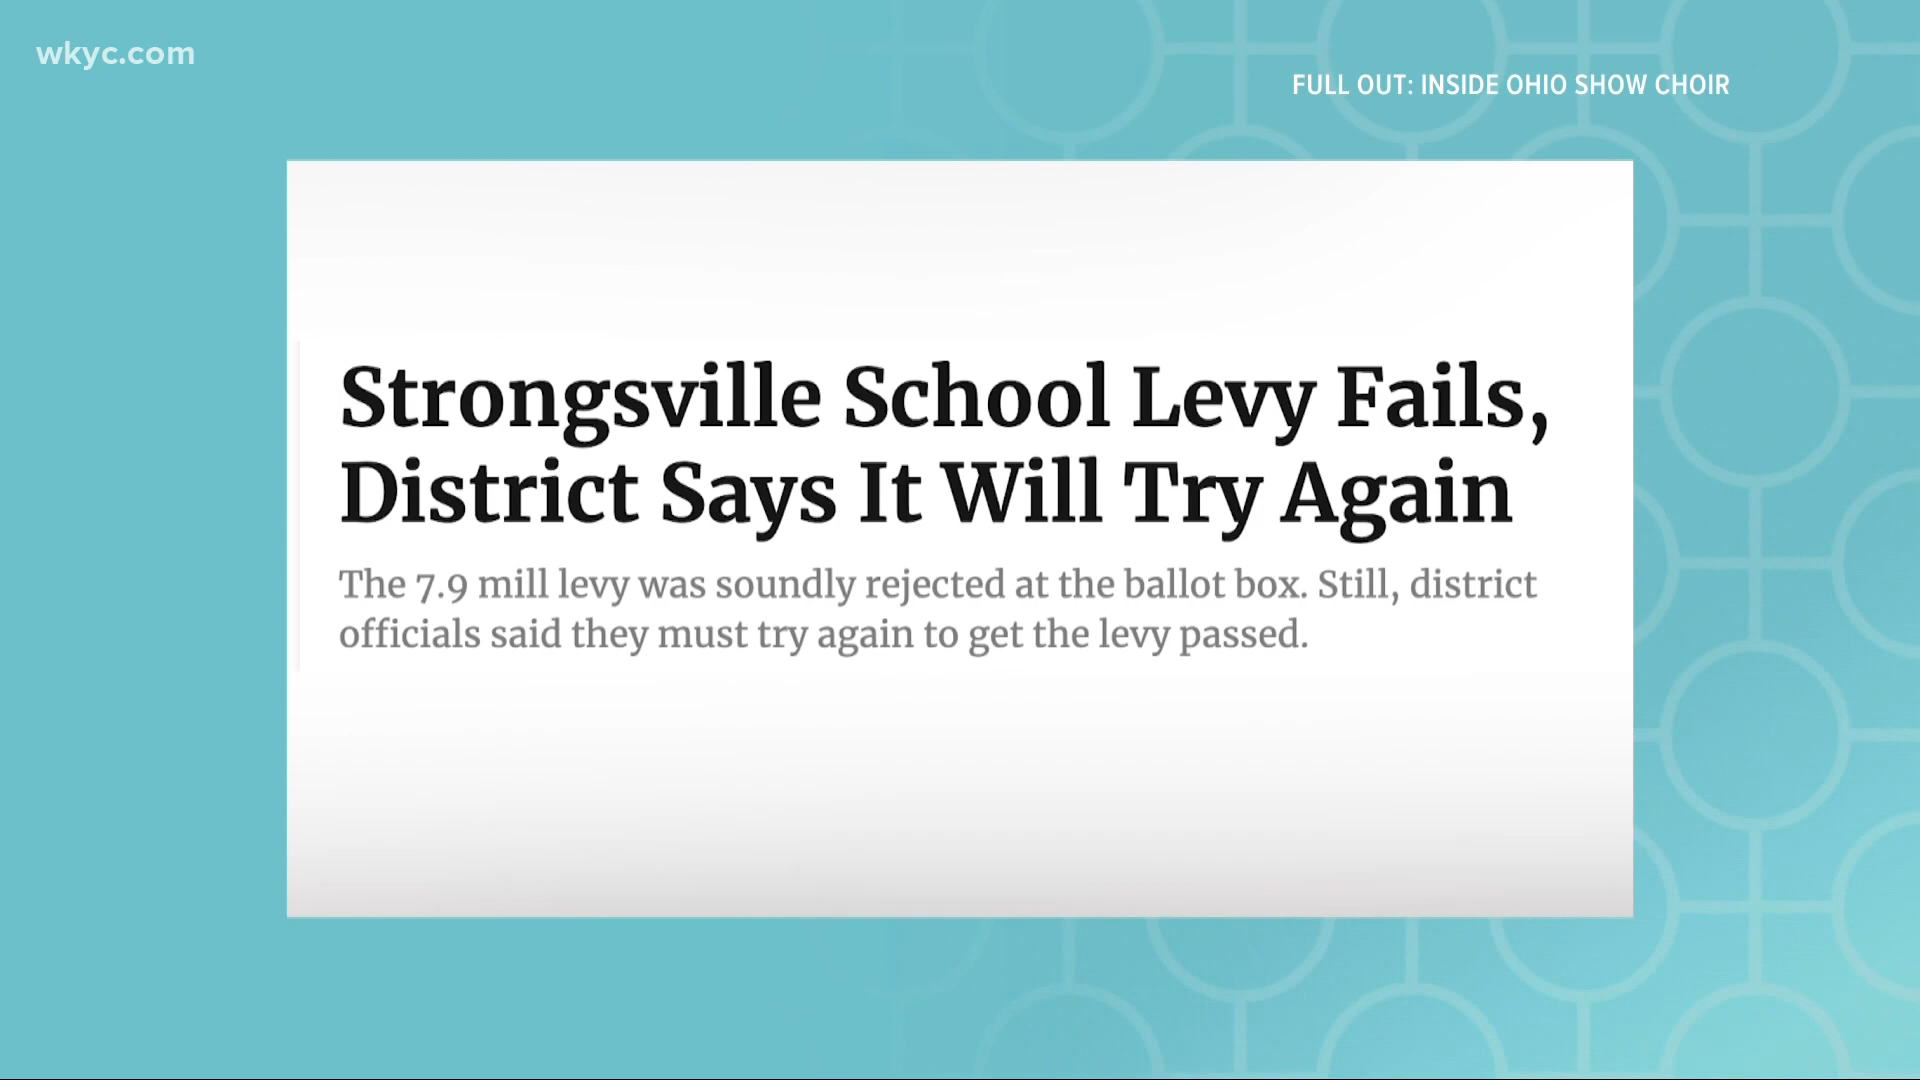 wkyc.com
FULL OUT: INSIDE OHIO SHOW CHOIR
Strongsville School Levy Fails,
District Says It Will Try Again
The 7.9 mill levy was soundly rejected at the ballot box. Still, district
officials said they must try again to get the levy passed.